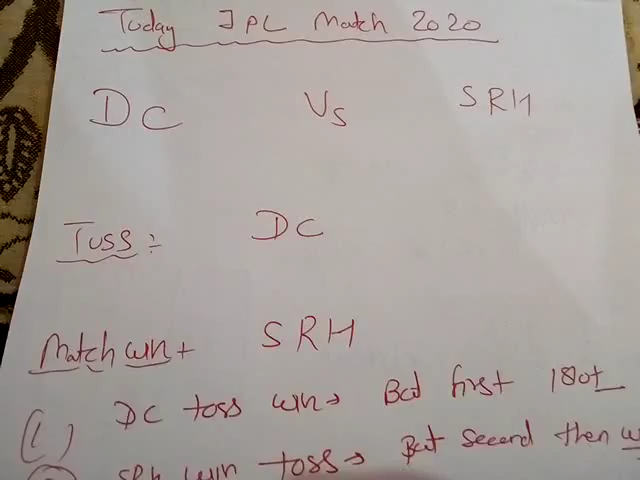 Today IPL Match 2020
DC Vs SRH
Toss :- DC
Match win + SRH
(1) DC toss win → Bat first 180+
SRH win toss → Bat second then